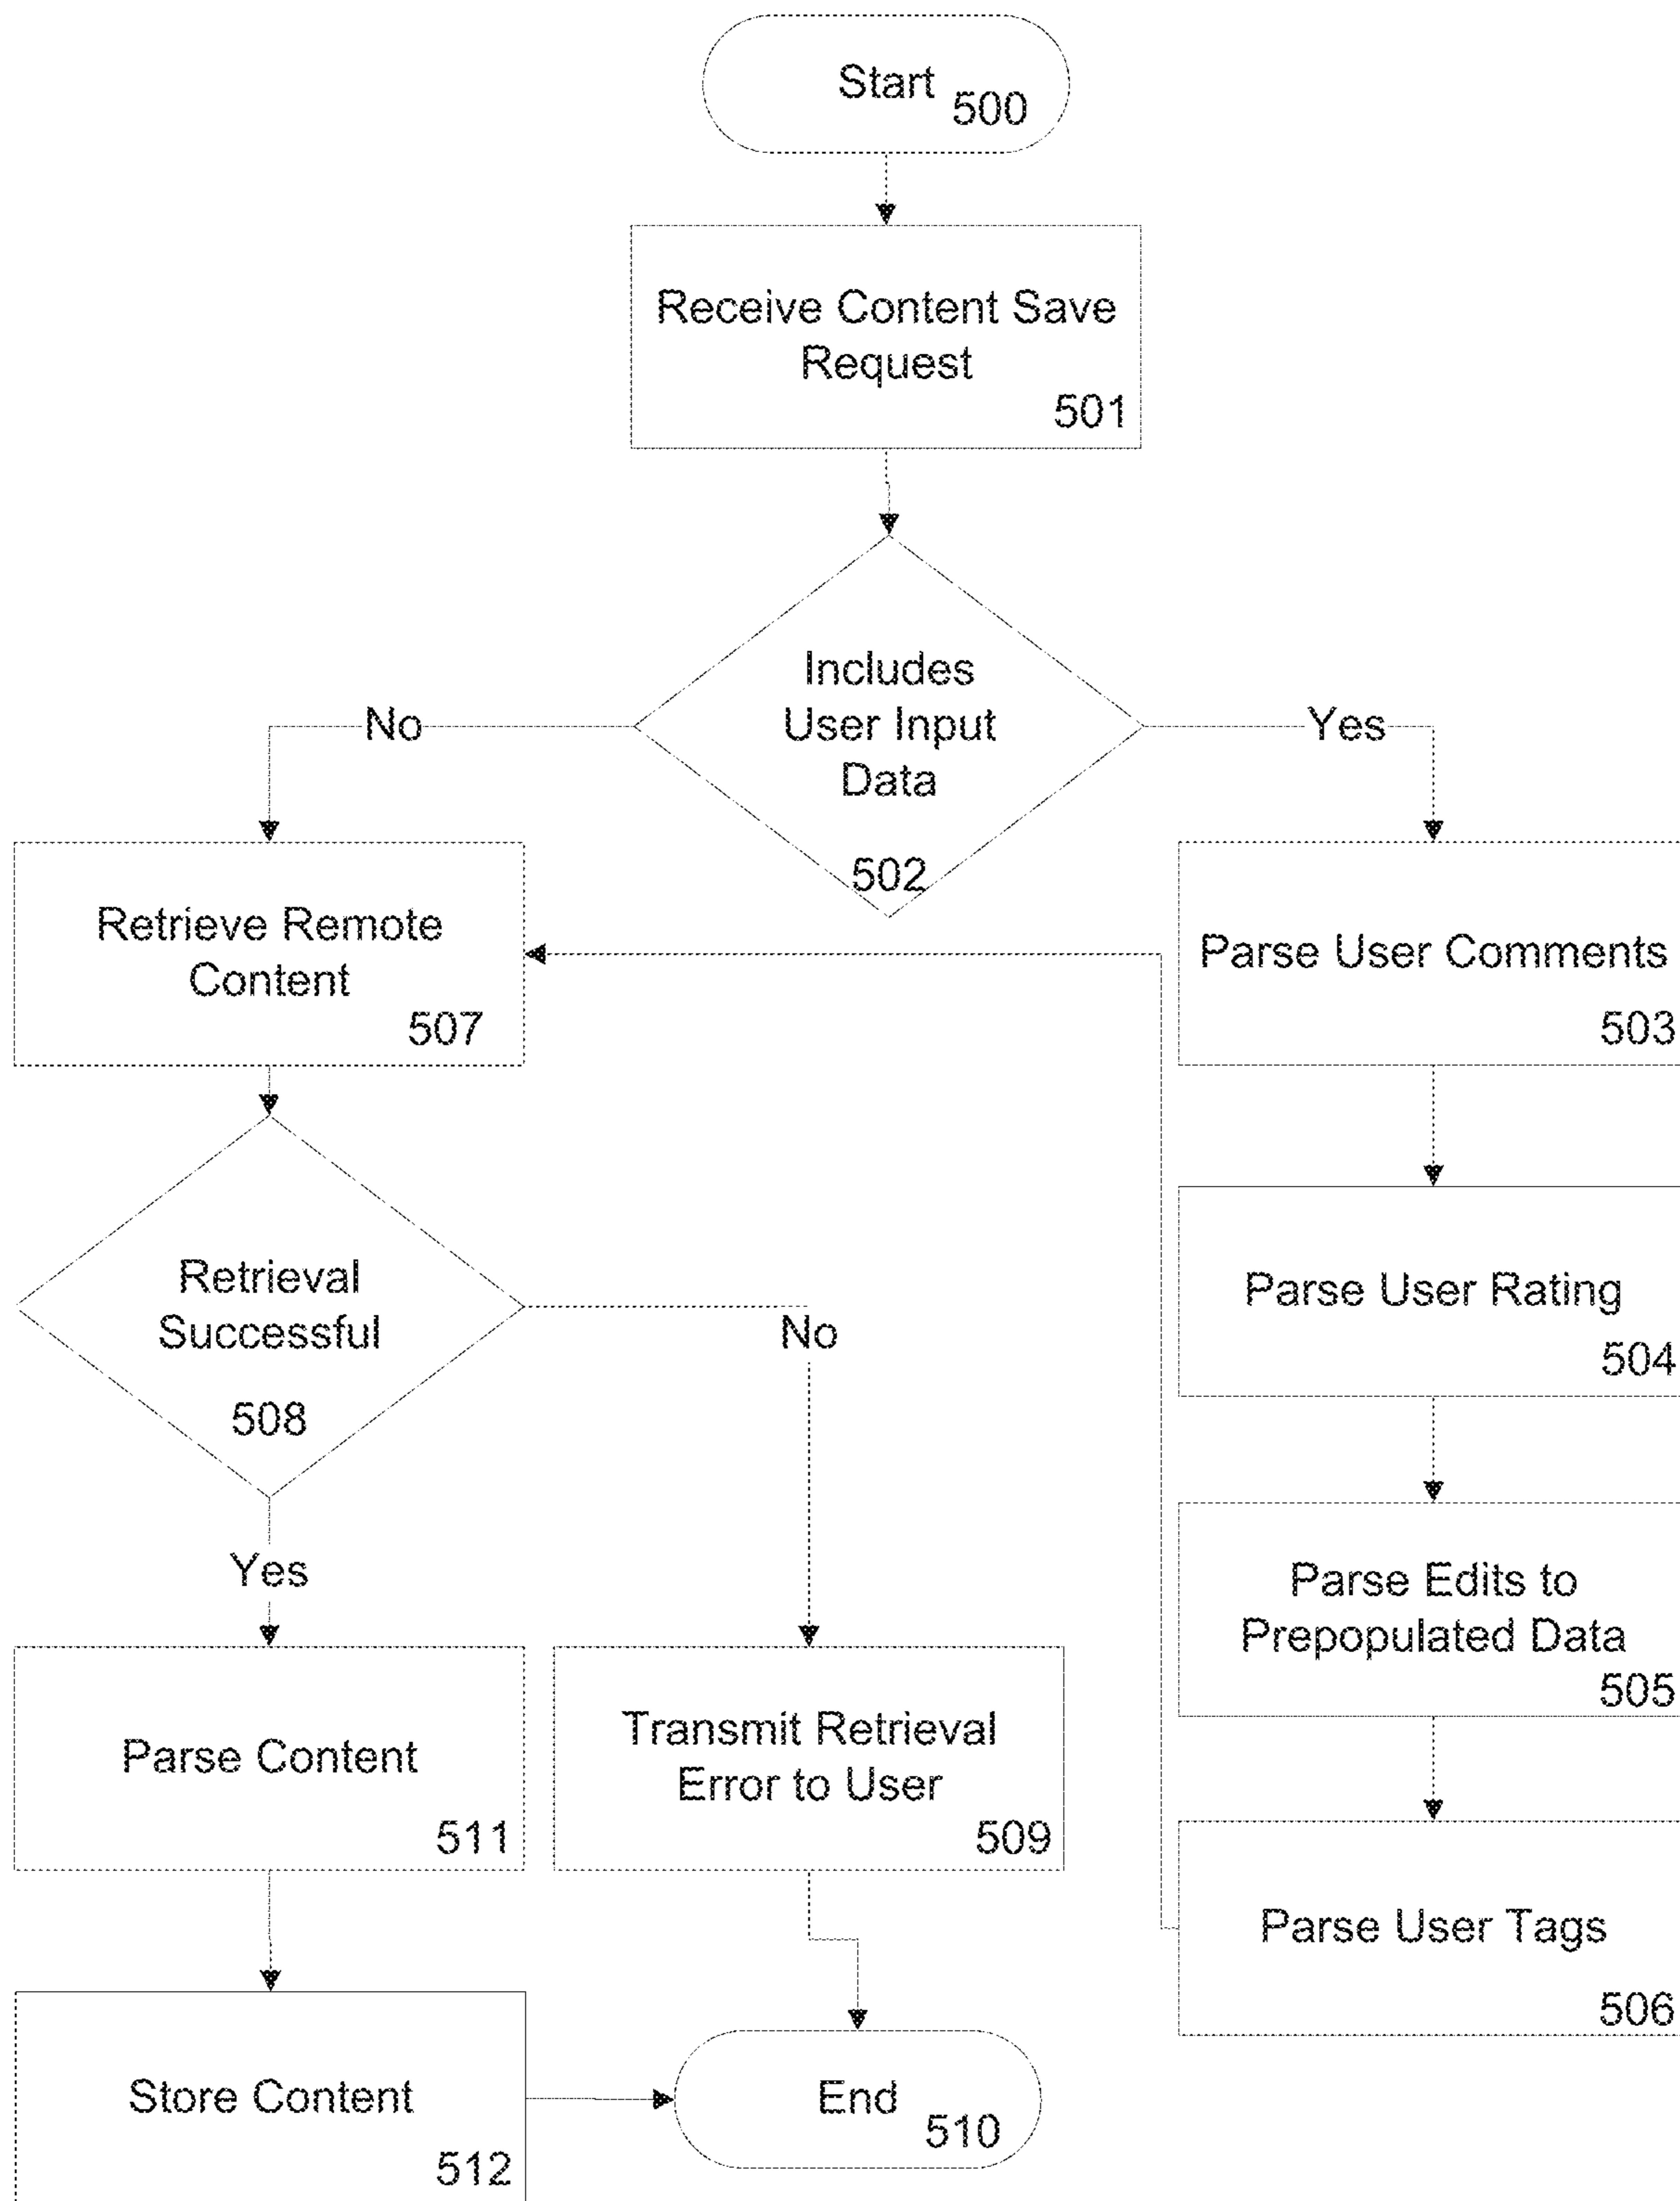 Start
500
Receive Content Save
Request
501
Includes
User Input
Data
502
No
Yes
Retrieve Remote
Content
507
Parse User Comments
503
Retrieval
Successful
508
No
Yes
Parse User Rating
504
Parse Edits to
Prepopulated Data
505
Parse Content
511
Transmit Retrieval
Error to User
509
Parse User Tags
506
Store Content
512
End
510